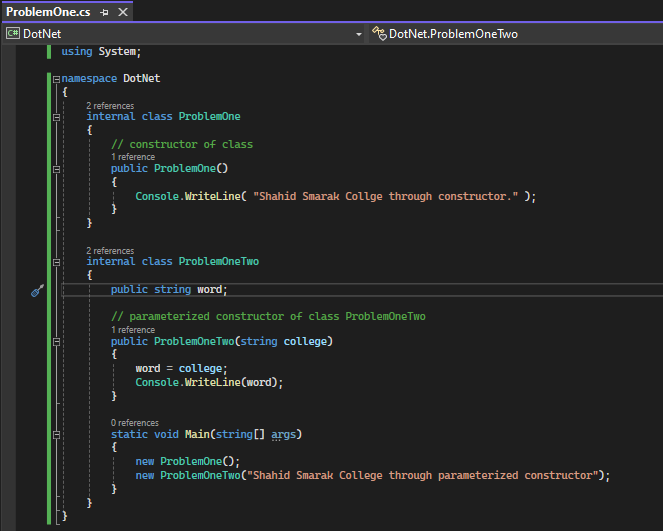 ProblemOne.cs
DotNet DotNet.ProblemOneTwo
using System;
namespace DotNet
{
2 references
internal class ProblemOne
{
// constructor of class
1 reference
public ProblemOne()
{
Console.WriteLine( "Shahid Smarak Collge through constructor." );
}
}
2 references
internal class ProblemOneTwo
{
public string word;
// parameterized constructor of class ProblemOneTwo
1 reference
public ProblemOneTwo(string college)
{
word = college;
Console.WriteLine(word);
}
0 references
static void Main(string[] args)
{
new ProblemOne();
new ProblemOneTwo("Shahid Smarak College through parameterized constructor");
}
}
}